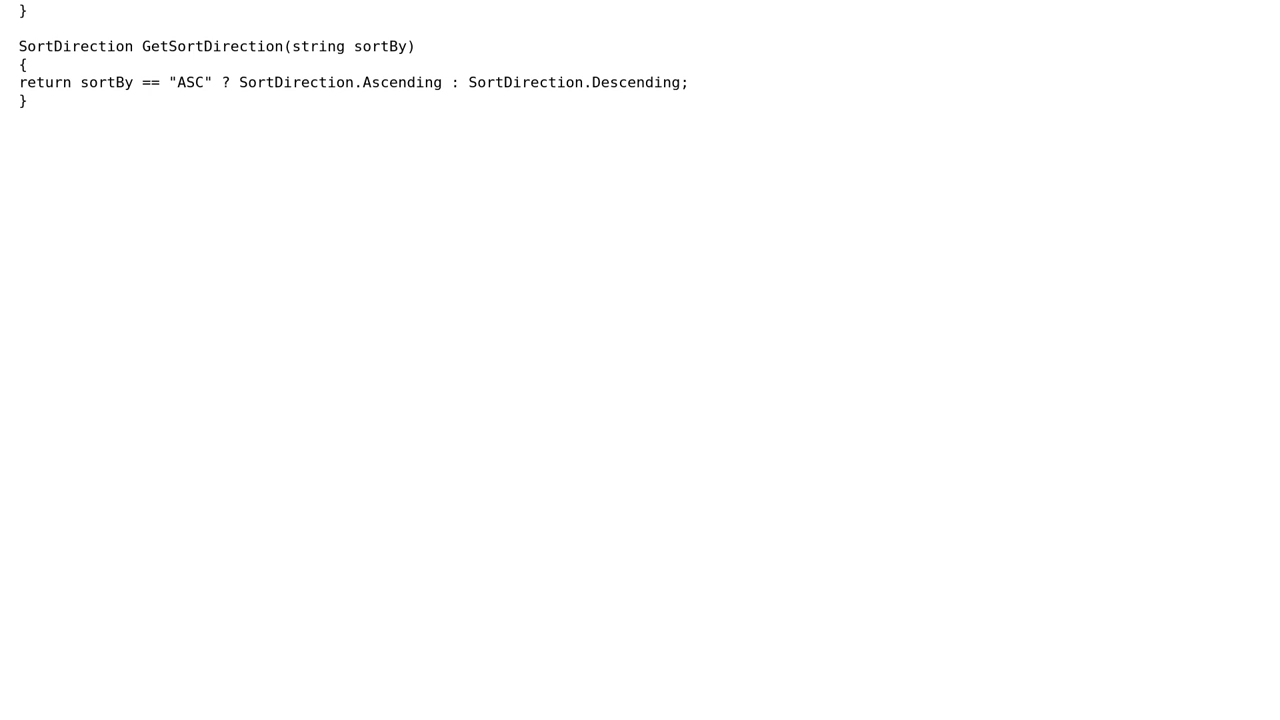 }

SortDirection GetSortDirection(string sortBy)
{
return sortBy == "ASC" ? SortDirection.Ascending : SortDirection.Descending;
}